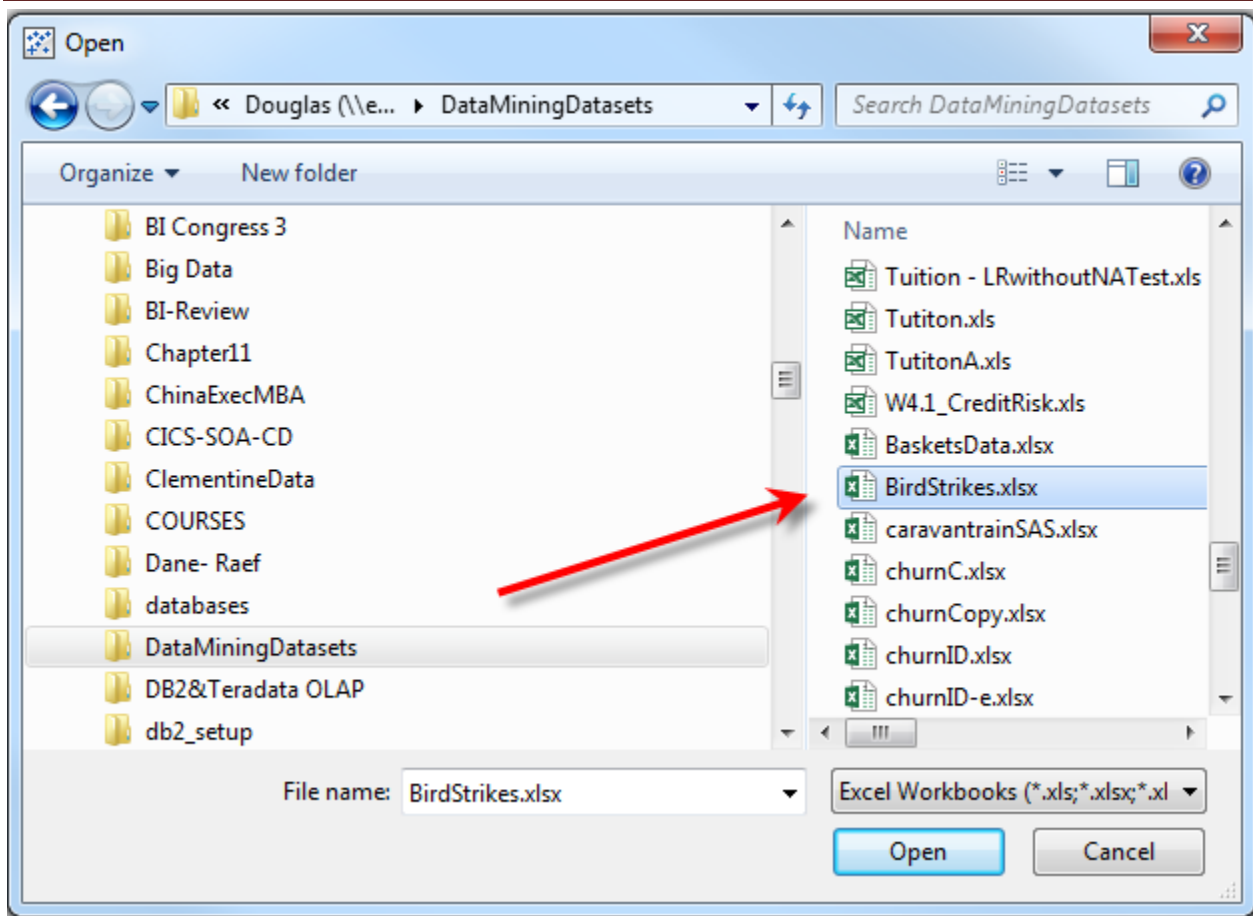 Open
« Douglas (\\e... ▸ DataMiningDatasets
Search DataMiningDatasets
Organize
New folder
BI Congress 3
Big Data
BI-Review
Chapter11
ChinaExecMBA
CICS-SOA-CD
ClementineData
COURSES
Dane- Raef
databases
DataMiningDatasets
DB2&Teradata OLAP
db2_setup
Name
Tuition - LRwithoutNATest.xls
Tutiton.xls
TutitonA.xls
W4.1_CreditRisk.xls
BasketsData.xlsx
BirdStrikes.xlsx
caravantrainSAS.xlsx
churnC.xlsx
churnCopy.xlsx
churnID.xlsx
churnID-e.xlsx
File name: BirdStrikes.xlsx
Excel Workbooks (*.xls;*.xlsx;*.xl
Open
Cancel